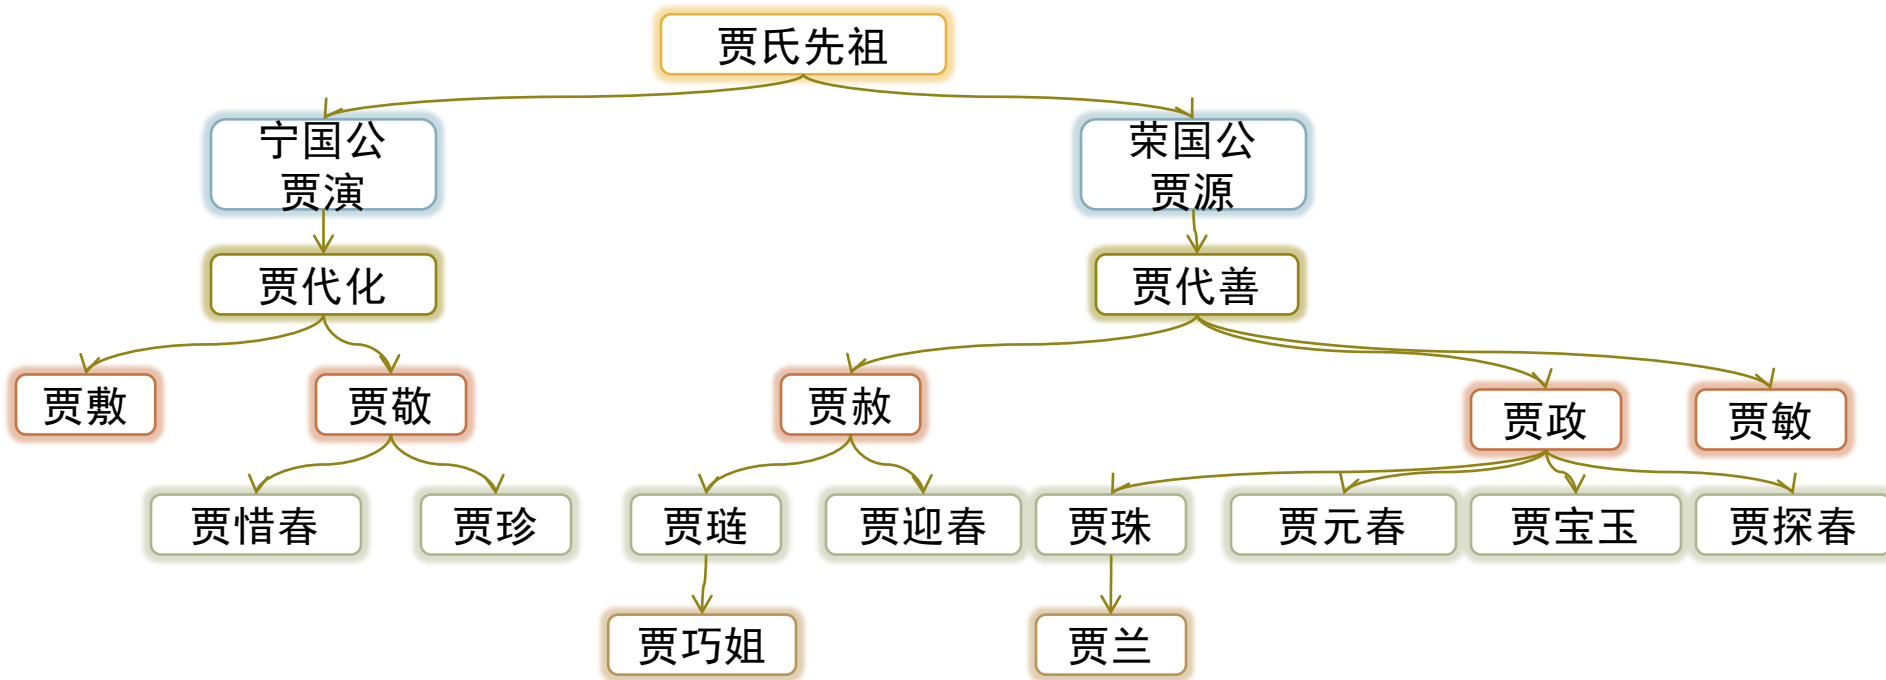 贾氏先祖
宁国公
贾演
荣国公
贾源
贾代化
贾代善
贾敷
贾敬
贾赦
贾政
贾敏
贾惜春
贾珍
贾琏
贾迎春
贾珠
贾元春
贾宝玉
贾探春
贾巧姐
贾兰